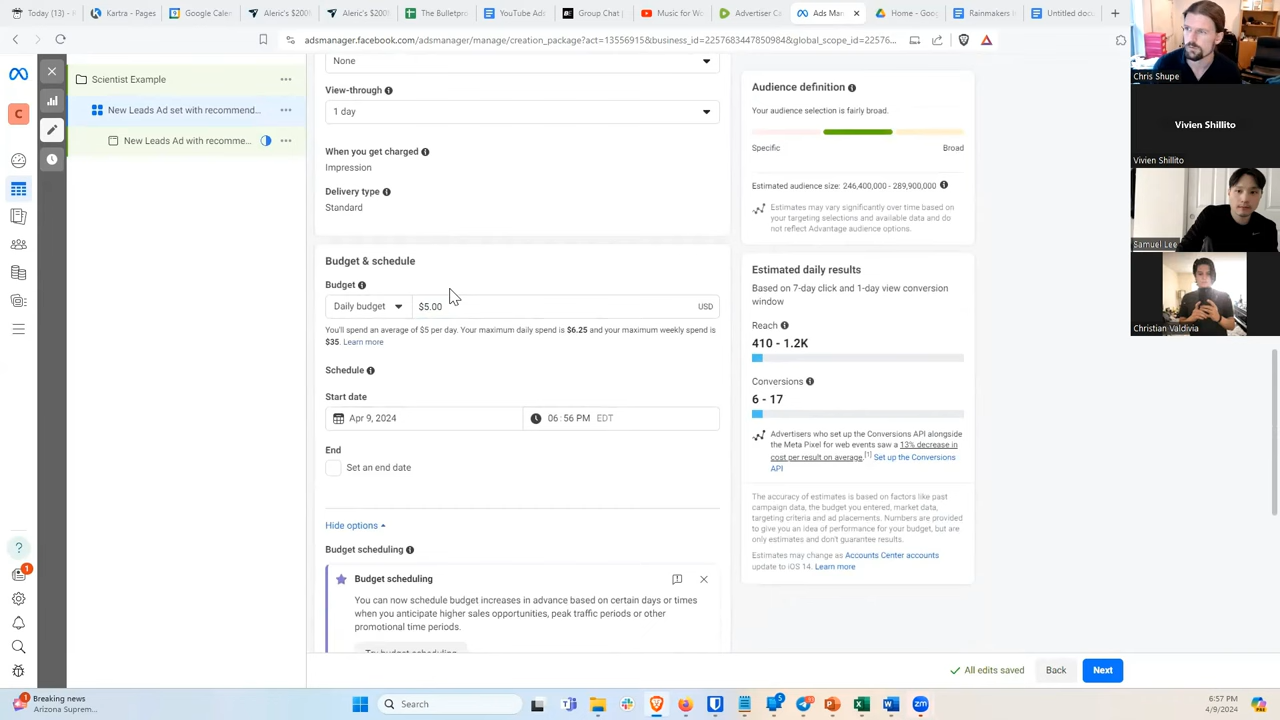 Today (13)
Kartra - Pages
Google Calen
Aleric's $200
Aleric's $200
The Bulletpro
YouTube Ads
Group Chat
Music for W
Advertiser C
Ads Man
Home - Goog
Rainmakers
Untitled docu
adsmanager.facebook.com/adsmanager/manage/creation_package?act=13556915&business_id=225768344785098​4&global_scope_id=22576...
Chris Shupe
Vivien Shillito
Vivien Shillito
Samuel Lee
Christian Valdivia
C
1
Scientist Example
New Leads Ad set with recommend...
New Leads Ad with recomme...
None
View-through
1 day
When you get charged
Impression
Delivery type
Standard
Budget & schedule
Budget
Daily budget
$5.00
USD
You'll spend an average of $5 per day. Your maximum daily spend is $6.25 and your maximum weekly spend is
$35. Learn more
Schedule
Start date
Apr 9, 2024
06:56 PM EDT
End
Set an end date
Hide options
Budget scheduling
Budget scheduling
You can now schedule budget increases in advance based on certain days or times
when you anticipate higher sales opportunities, peak traffic periods or other
promotional time periods.
Try budget scheduling
Audience definition
Your audience selection is fairly broad.
Specific
Broad
Estimated audience size: 246,400,000 - 289,900,000
Estimates may vary significantly over time based on
your targeting selections and available data and do
not reflect Advantage audience options.
Estimated daily results
Based on 7-day click and 1-day view conversion
window
Reach
410 - 1.2K
Conversions
6 - 17
Advertisers who set up the Conversions API alongside
the Meta Pixel for web events saw a 13% decrease in
cost per result on average.[1] Set up the Conversions
API
The accuracy of estimates is based on factors like past
campaign data, the budget you entered, market data,
targeting criteria and ad placements. Numbers are provided
to give you an idea of performance for your budget, but are
only estimates and don't guarantee results.
Estimates may change as Accounts Center accounts
update to iOS 14. Learn more
All edits saved
Back
Next
1
Breaking news
Arizona Suprem...
Search
5
zm
6:57 PM
4/9/2024